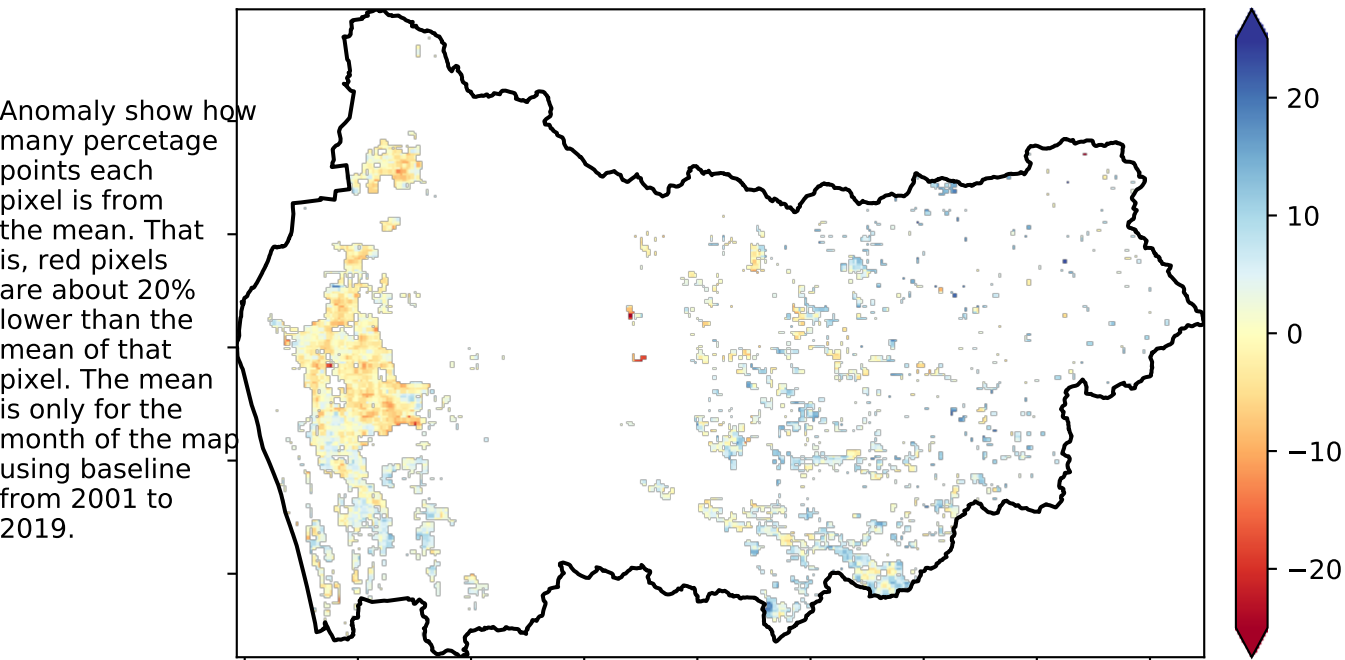 Anomaly show how
many percetage
points each
pixel is from
the mean. That
is, red pixels
are about 20%
lower than the
mean of that
pixel. The mean
is only for the
month of the map
using baseline
from 2001 to
2019.
20
10
0
−10
−20